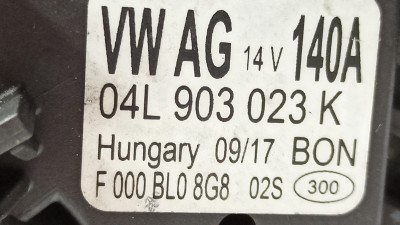 VW AG 14 V 140A
04L 903 023 K
Hungary 09/17 BON
F 000 BL0 8G8 02S 300